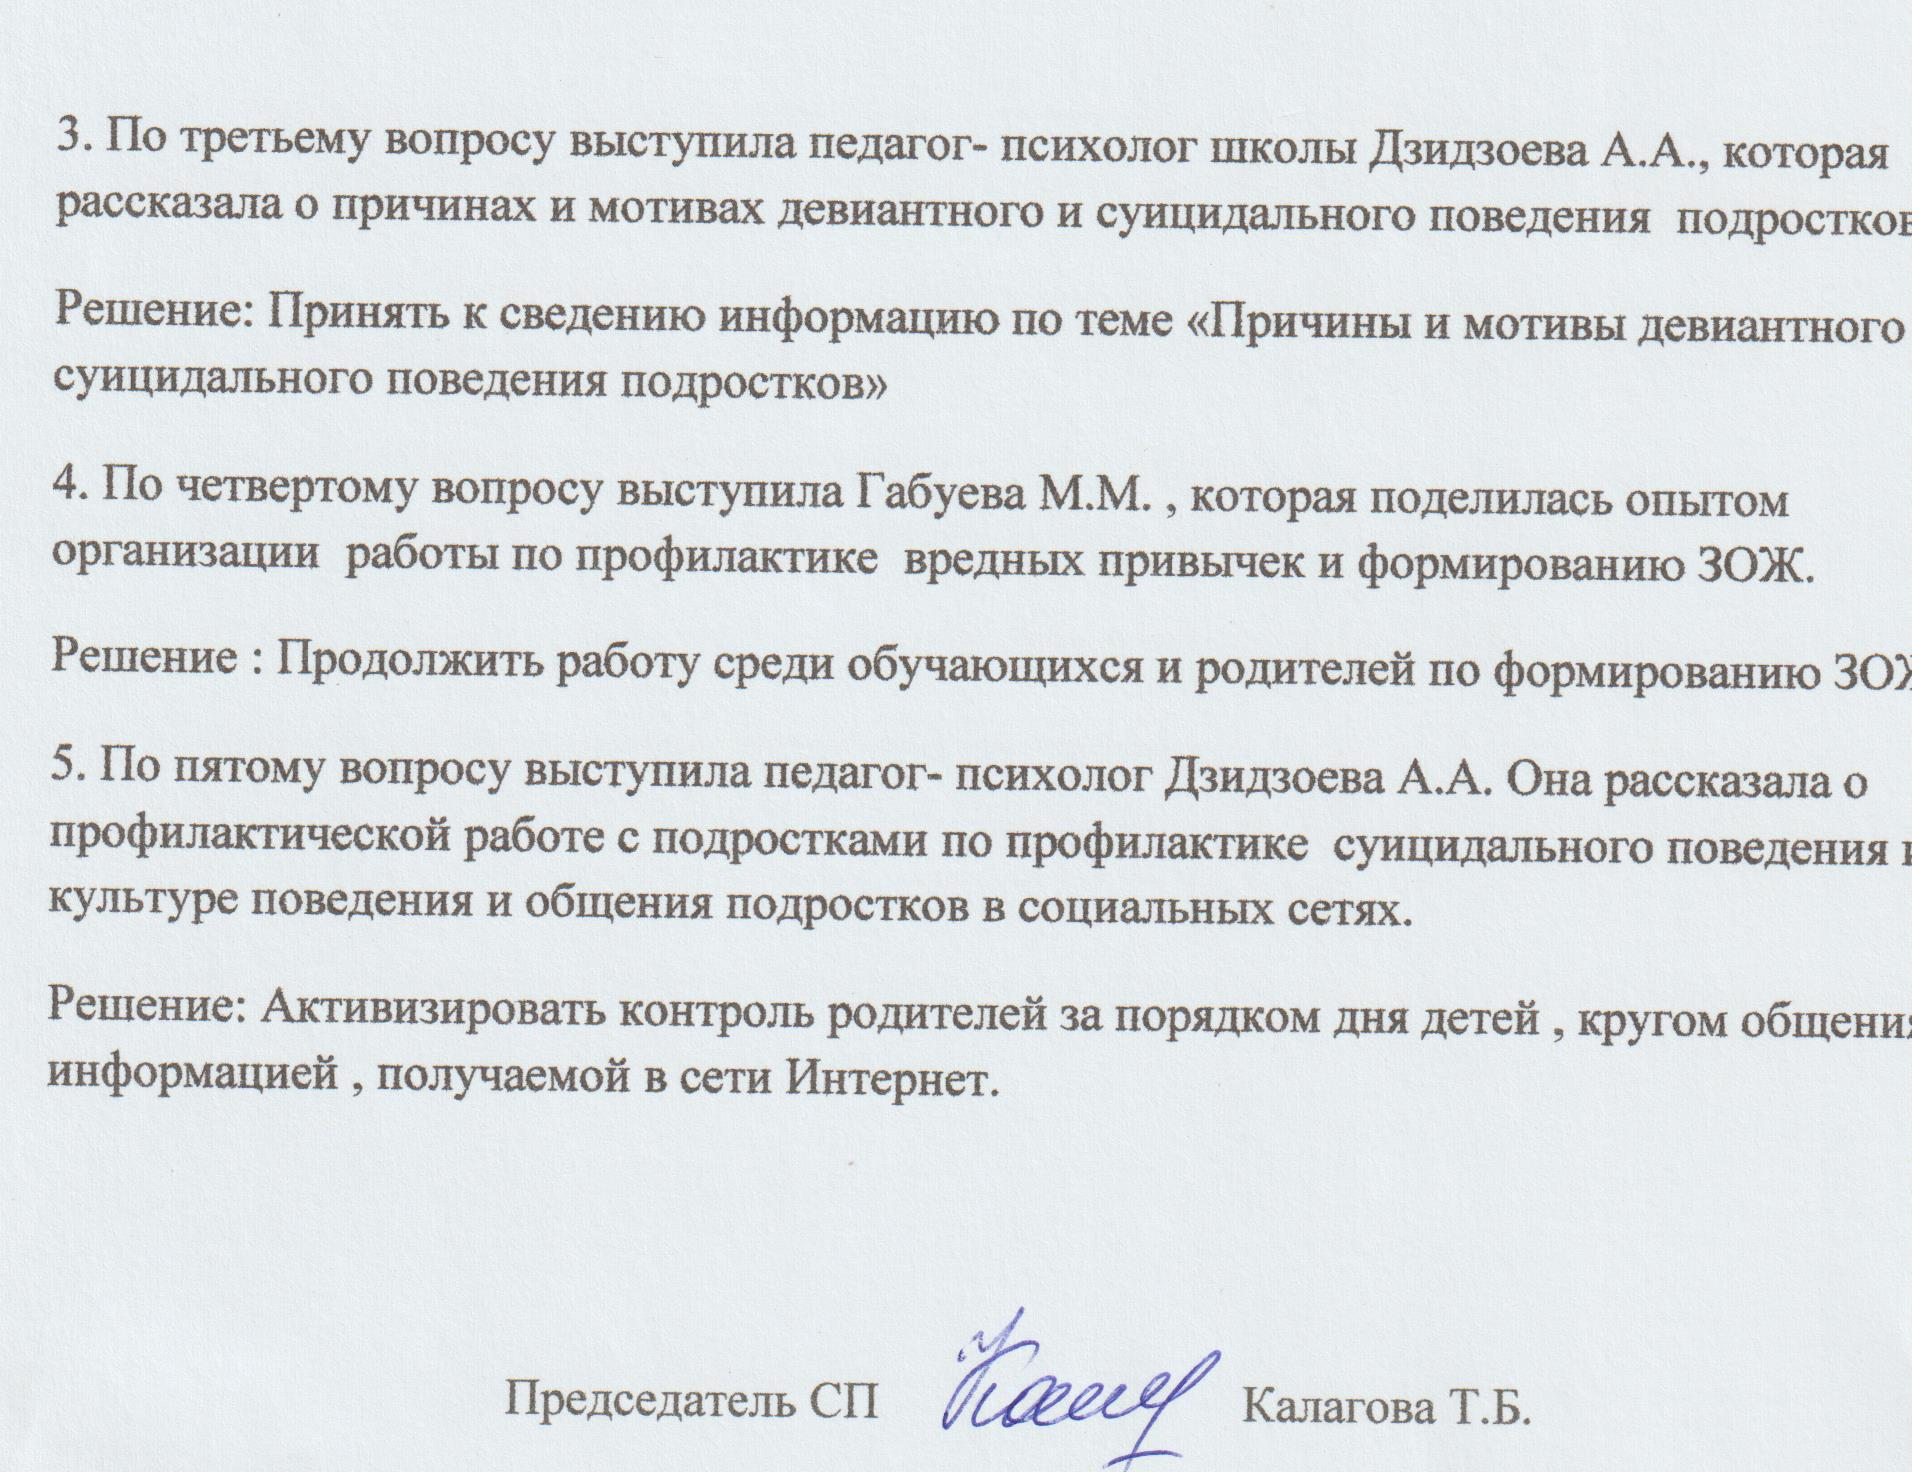 3. По третьему вопросу выступила педагог- психолог школы Дзидзоева А.А., которая
рассказала о причинах и мотивах девиантного и суицидального поведения  подростков
Решение: Принять к сведению информацию по теме «Причины и мотивы девиантного
суицидального поведения подростков»
4. По четвертому вопросу выступила Габуева М.М. , которая поделилась опытом
организации  работы по профилактике  вредных привычек и формированию ЗОЖ.
Решение : Продолжить работу среди обучающихся и родителей по формированию ЗОЖ
5. По пятому вопросу выступила педагог- психолог Дзидзоева А.А. Она рассказала о
профилактической работе с подростками по профилактике  суицидального поведения
культуре поведения и общения подростков в социальных сетях.
Решение: Активизировать контроль родителей за порядком дня детей , кругом общения
информацией , получаемой в сети Интернет.
Председатель СП Калагова Т.Б.